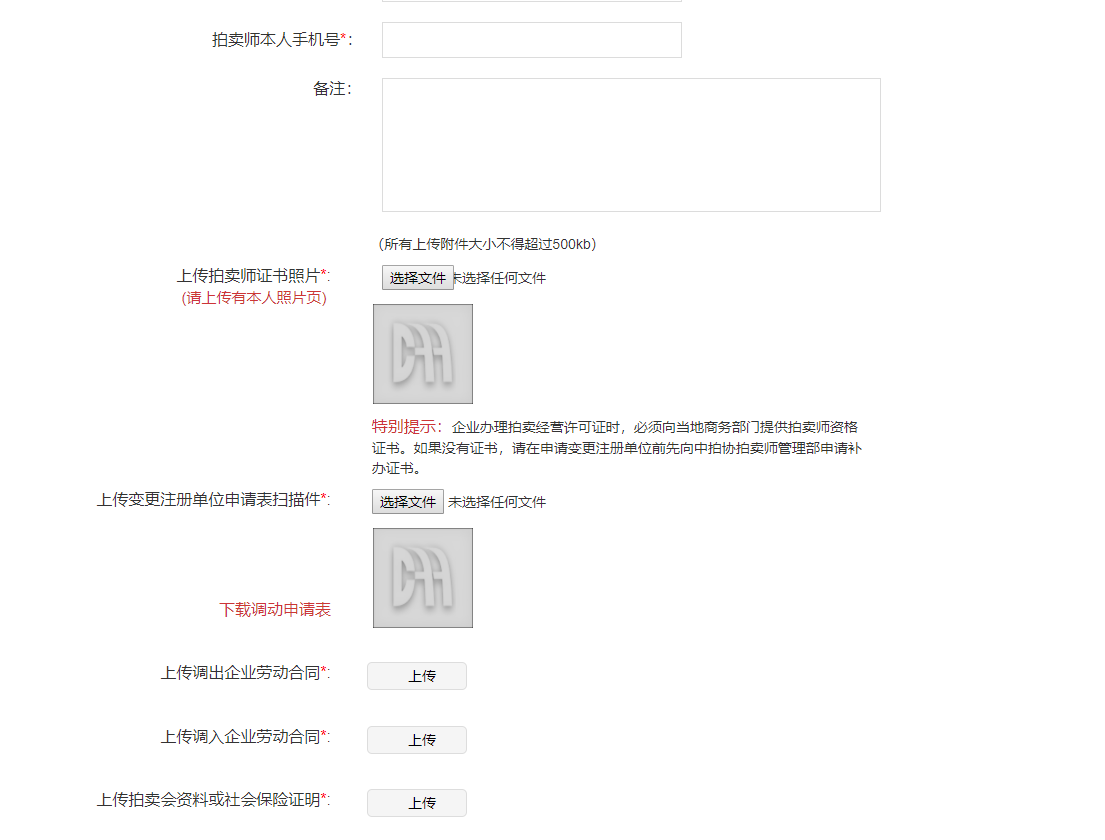 拍卖师本人手机号*：
备注：
（所有上传附件大小不得超过500kb）
上传拍卖师证书照片*:
选择文件 未选择任何文件
(请上传有本人照片页)
CAA
特别提示：企业办理拍卖经营许可证时，必须向当地商务部门提供拍卖师资格
证书。如果没有证书，请在申请变更注册单位前先向中拍协拍卖师管理部申请补
办证书。
上传变更注册单位申请表扫描件*:
选择文件 未选择任何文件
CAA
下载调动申请表
上传调出企业劳动合同*:
上传
上传调入企业劳动合同*:
上传
上传拍卖会资料或社会保险证明*:
上传